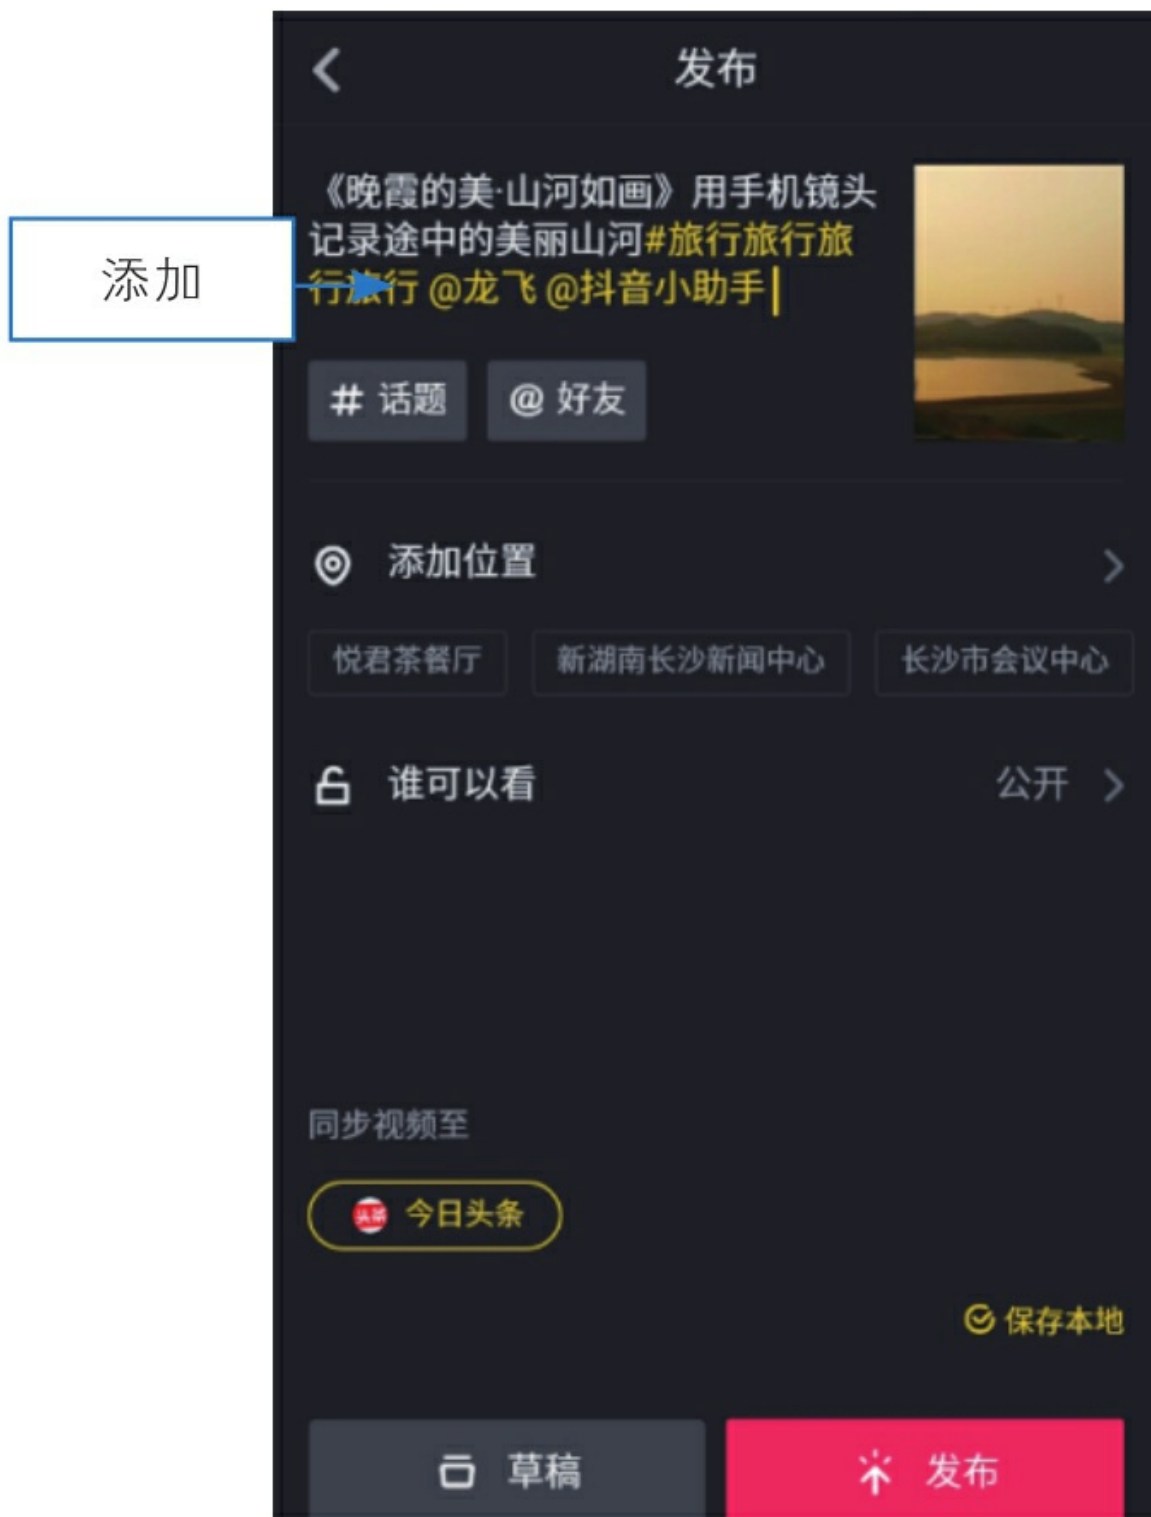 发布
《晚霞的美·山河如画》用手机镜头
记录途中的美丽山河#旅行旅行旅
行旅行 @龙飞 @抖音小助手
添加
# 话题
@ 好友
添加位置
悦君茶餐厅
新湖南长沙新闻中心
长沙市会议中心
谁可以看
公开
同步视频至
头条
今日头条
保存本地
草稿
发布